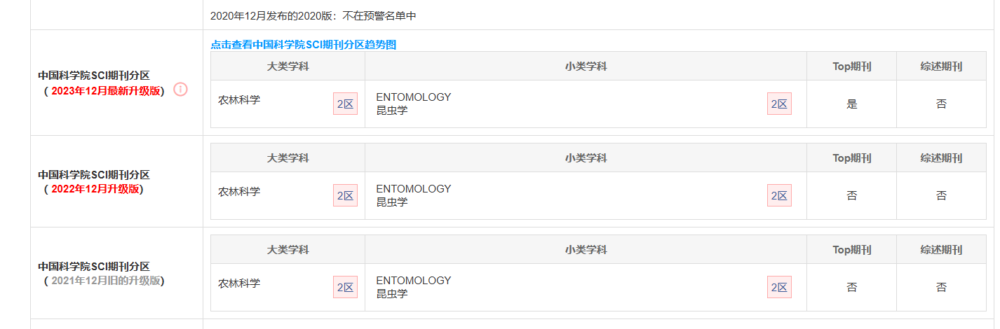 2020年12月发布的2020版：不在预警名单中
点击查看中国科学院SCI期刊分区趋势图
中国科学院SCI期刊分区
（ 2023年12月最新升级版)
大类学科 小类学科 Top期刊 综述期刊
农林科学 2区 ENTOMOLOGY 2区 是 否
昆虫学
中国科学院SCI期刊分区
（ 2022年12月升级版)
大类学科 小类学科 Top期刊 综述期刊
农林科学 2区 ENTOMOLOGY 2区 否 否
昆虫学
中国科学院SCI期刊分区
（ 2021年12月旧的升级版)
大类学科 小类学科 Top期刊 综述期刊
农林科学 2区 ENTOMOLOGY 2区 否 否
昆虫学